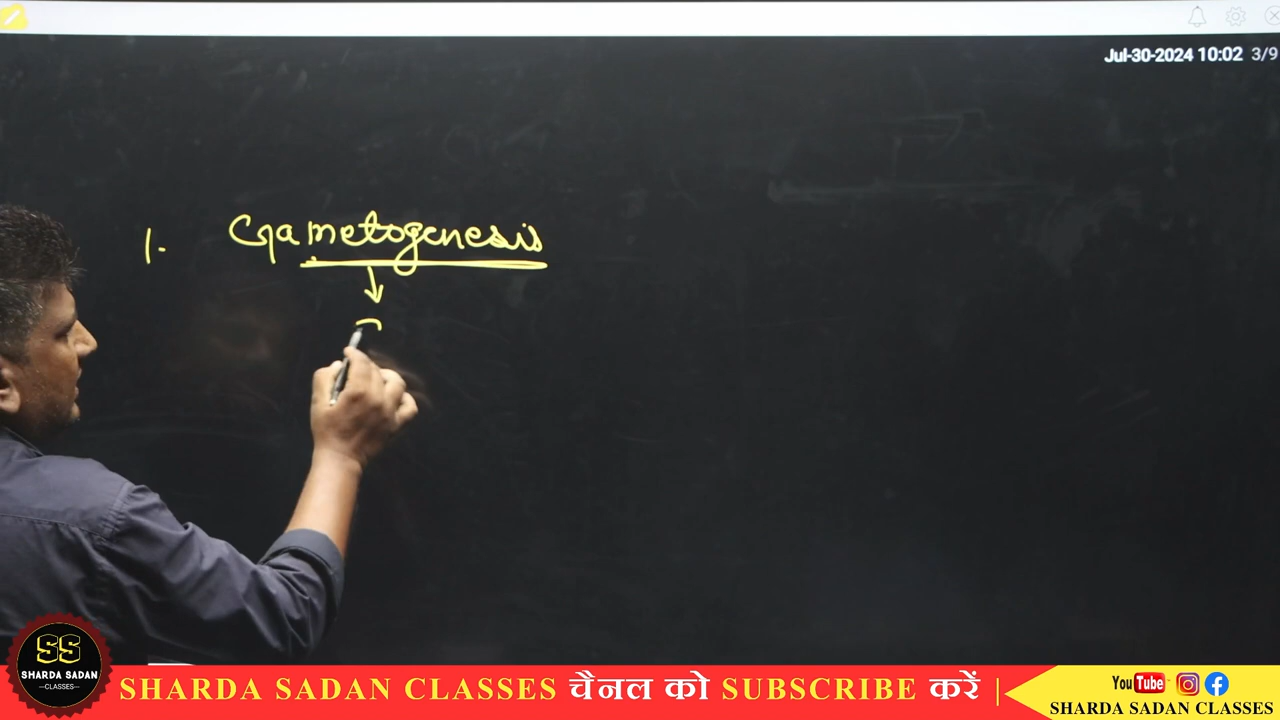 Jul-30-2024 10:02 3/9
1. Gametogenesis
SS
SHARDA SADAN
CLASSES
SHARDA SADAN CLASSES चैनल को SUBSCRIBE करें |
YouTube
SHARDA SADAN CLASSES